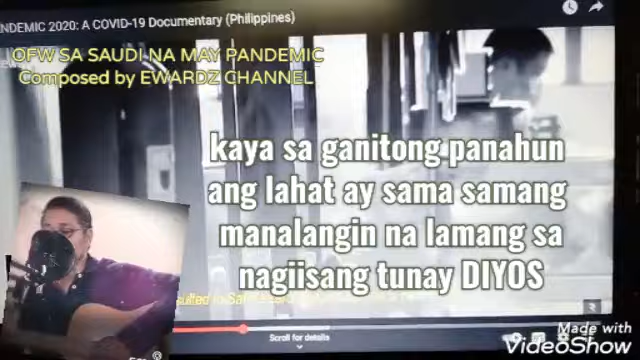 NDEMIC 2020: A COVID-19 Documentary (Philippines)
OFW SA SAUDI NA MAY PANDEMIC
Composed by EWARDZ CHANNEL
kaya sa ganitong panahun
ang lahat ay sama samang
manalangin na lamang sa
nagiisang tunay DIYOS
Scroll for details
Made with
VideoShow